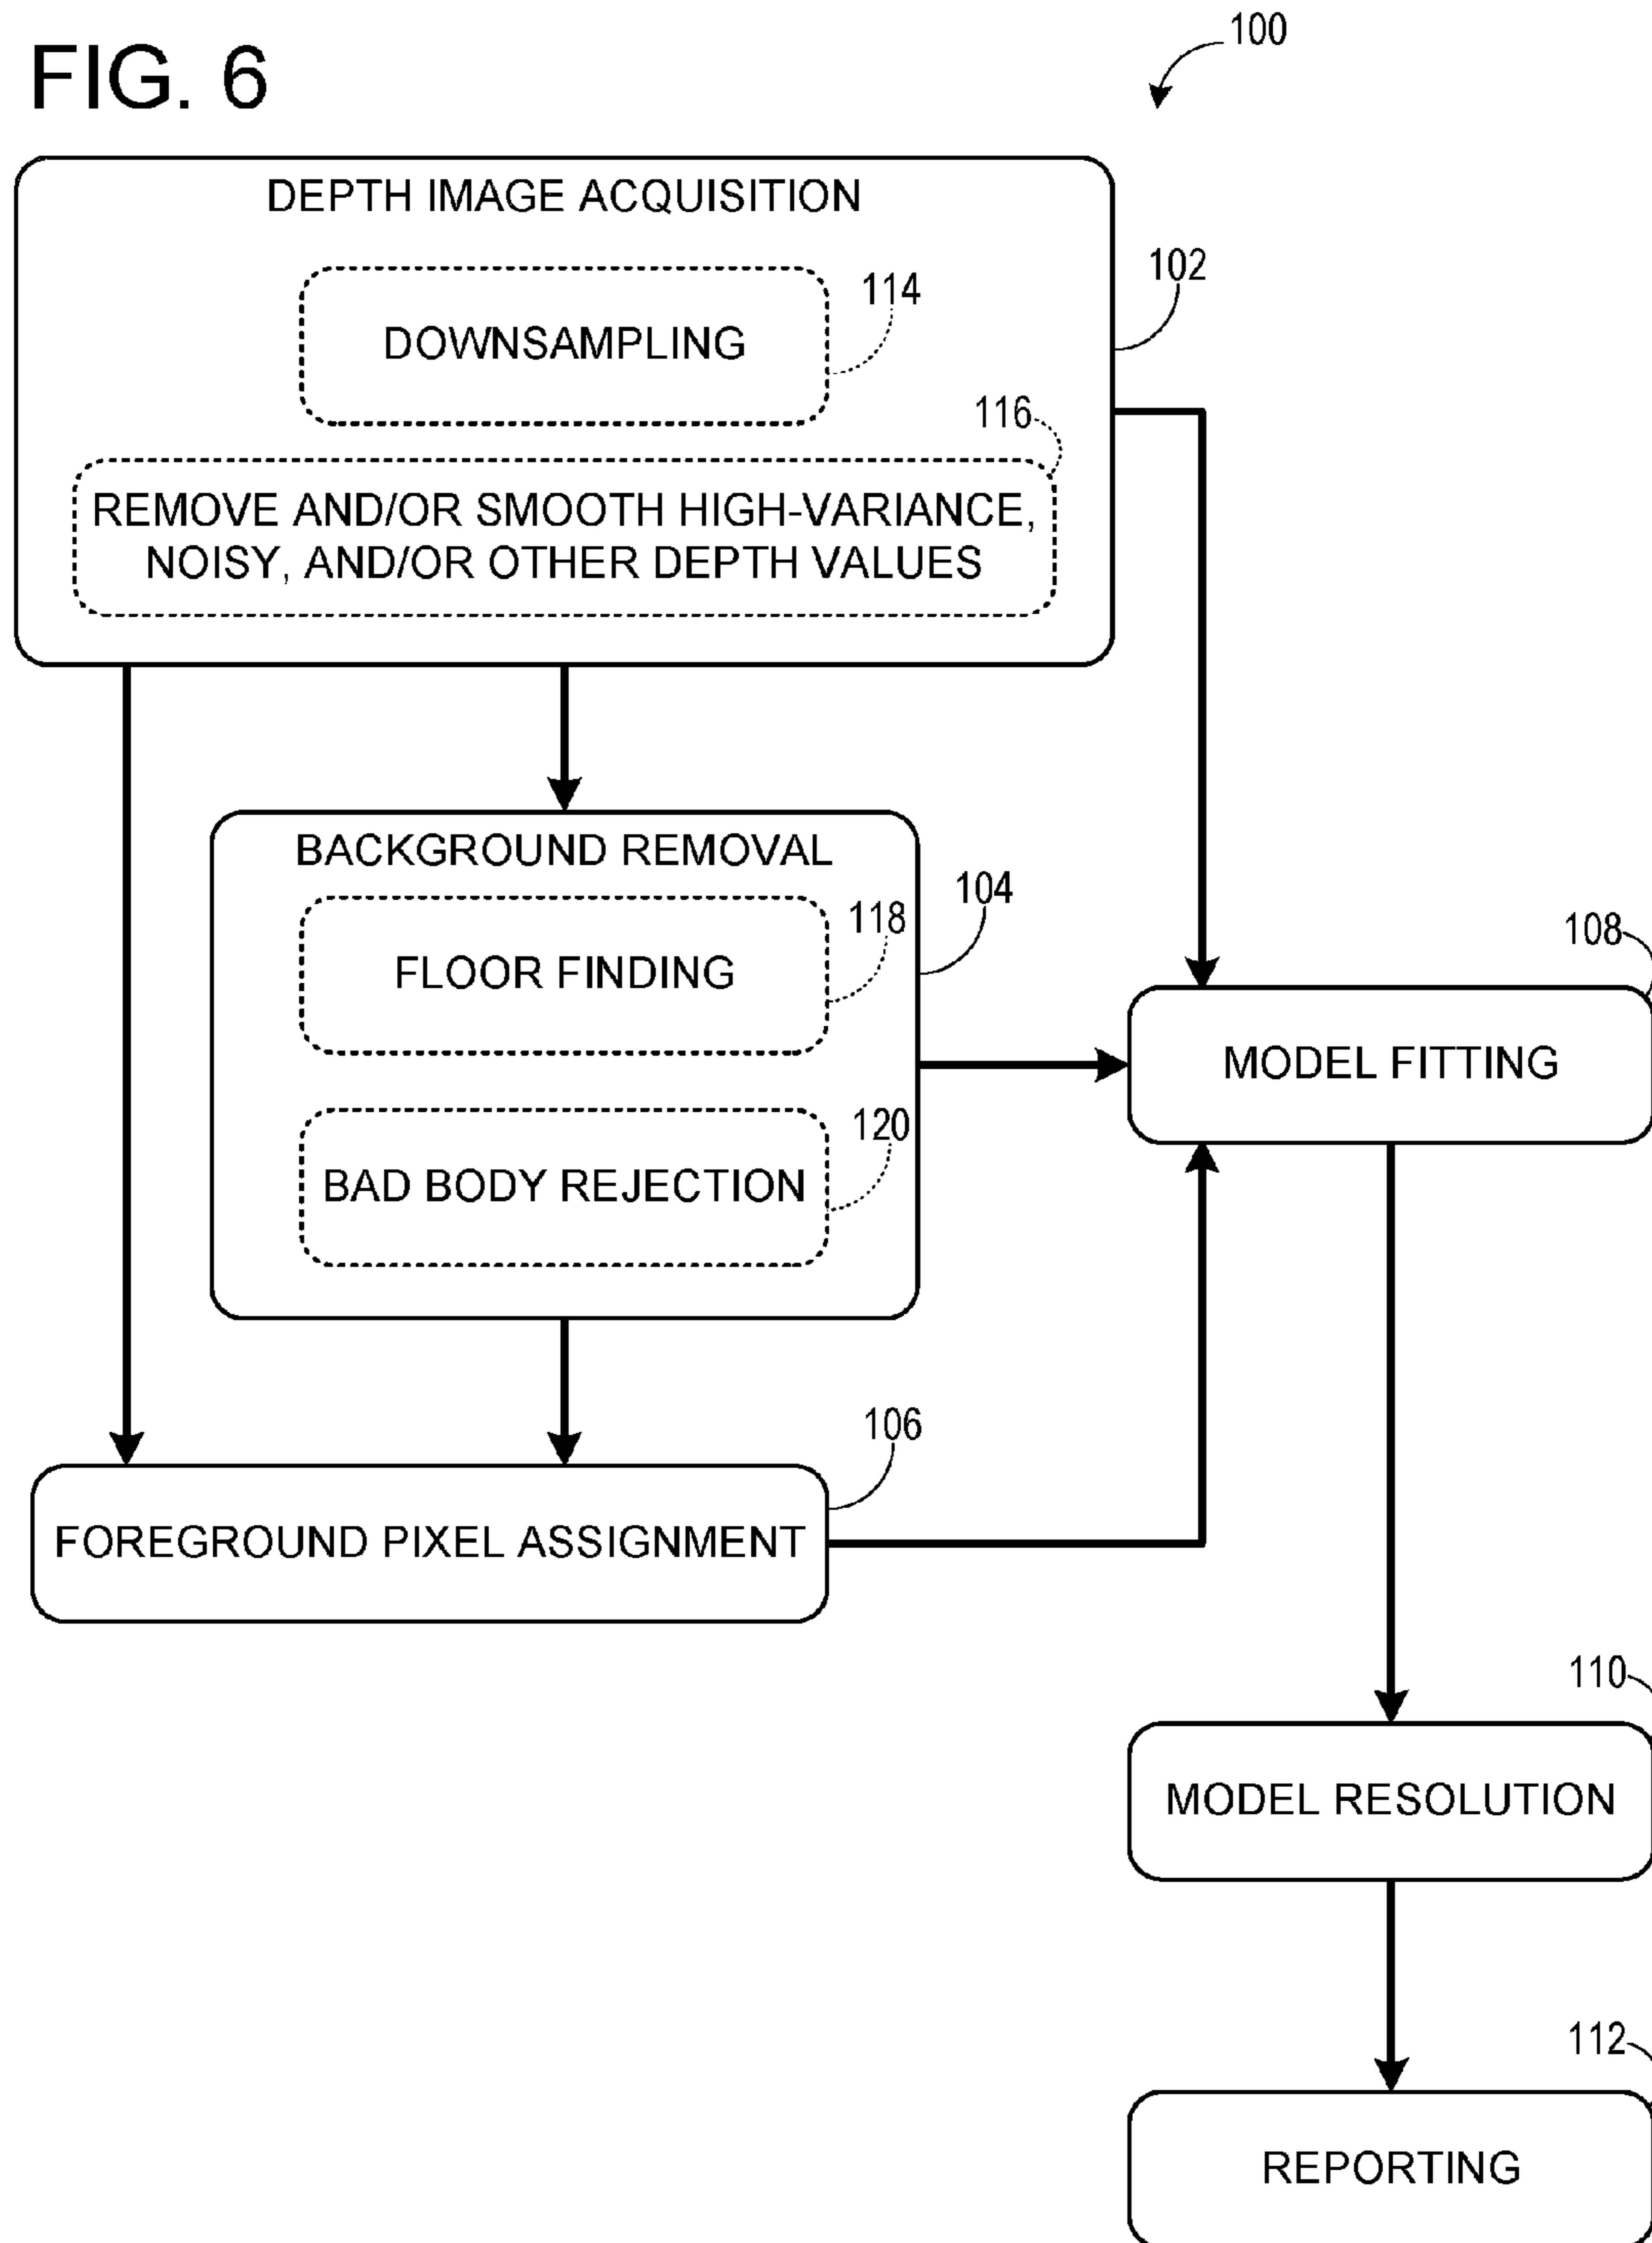 FIG. 6
100
DEPTH IMAGE ACQUISITION
102
DOWNSAMPLING
114
116
REMOVE AND/OR SMOOTH HIGH-VARIANCE,
NOISY, AND/OR OTHER DEPTH VALUES
BACKGROUND REMOVAL
104
FLOOR FINDING
118
BAD BODY REJECTION
120
108
MODEL FITTING
106
FOREGROUND PIXEL ASSIGNMENT
110
MODEL RESOLUTION
112
REPORTING